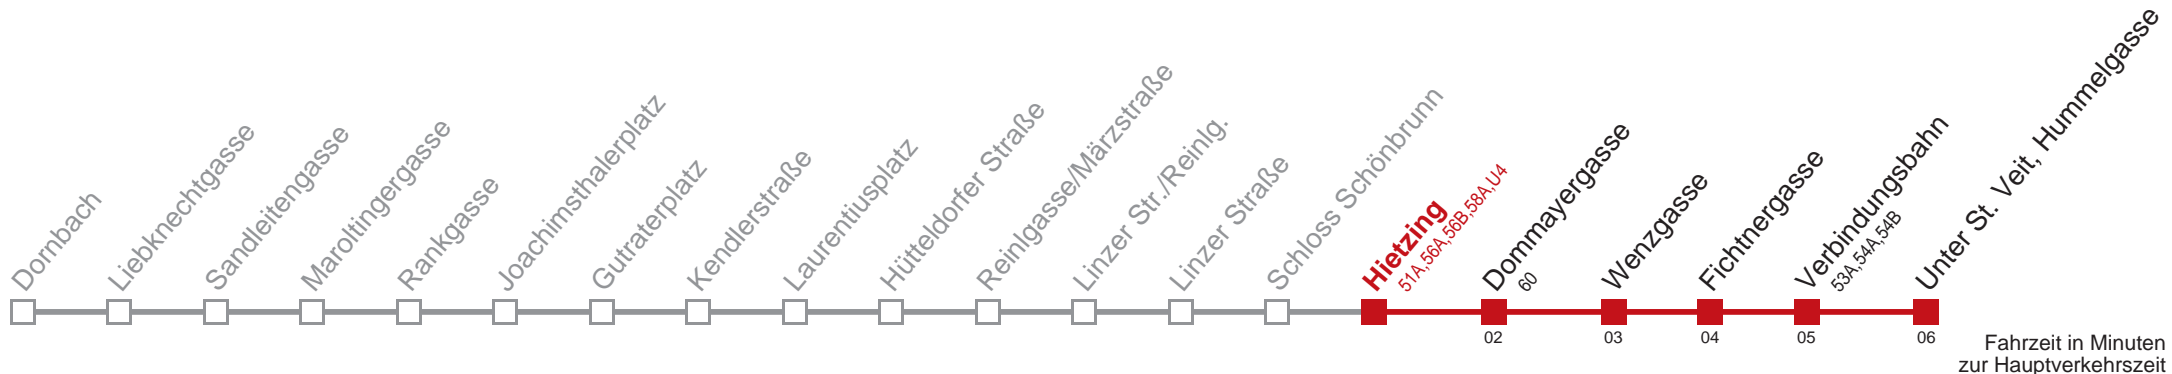 Dornbach
Liebknechtgasse
Sandleitengasse
Maroltingergasse
Rankgasse
Joachimsthalerplatz
Gutraterplatz
Kendlerstraße
Laurentiusplatz
Hütteldorfer Straße
Reinlgasse/Märzstraße
Linzer Str./Reinlg.
Linzer Straße
Schloss Schönbrunn
Hietzing
51A,56A,56B,58A,U4
Dommayergasse
60
Wenzgasse
Fichtnergasse
Verbindungsbahn
53A,54A,54B
Unter St. Veit, Hummelgasse
02
03
04
05
06
Fahrzeit in Minuten
zur Hauptverkehrszeit